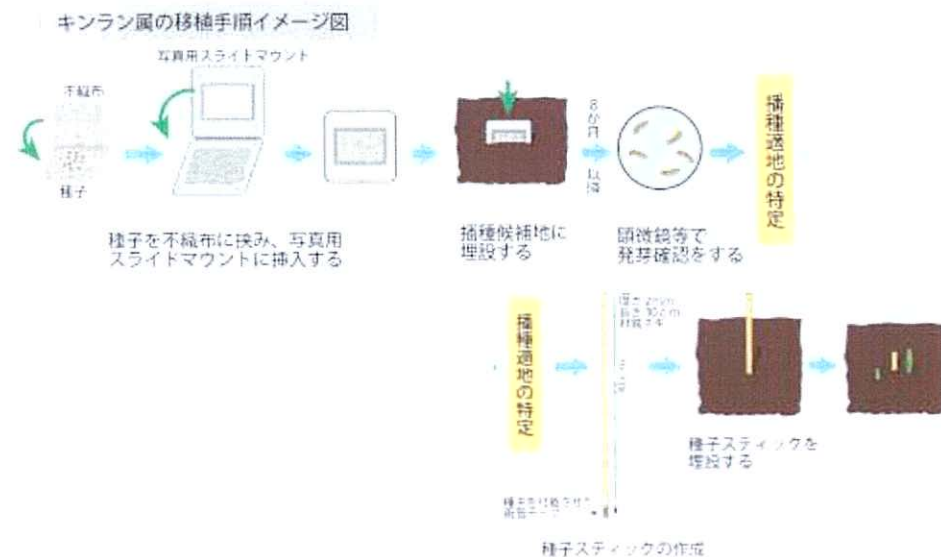 キンラン属の移植手順イメージ図
写真用スライドマウント
不織布
種子
種子を不織布に挟み、写真用
スライドマウントに挿入する
播種候補地に
埋設する
顕微鏡等で
発芽確認をする
播種適地の特定
播種適地の特定
種子スティックを
埋設する
種子スティックの作成